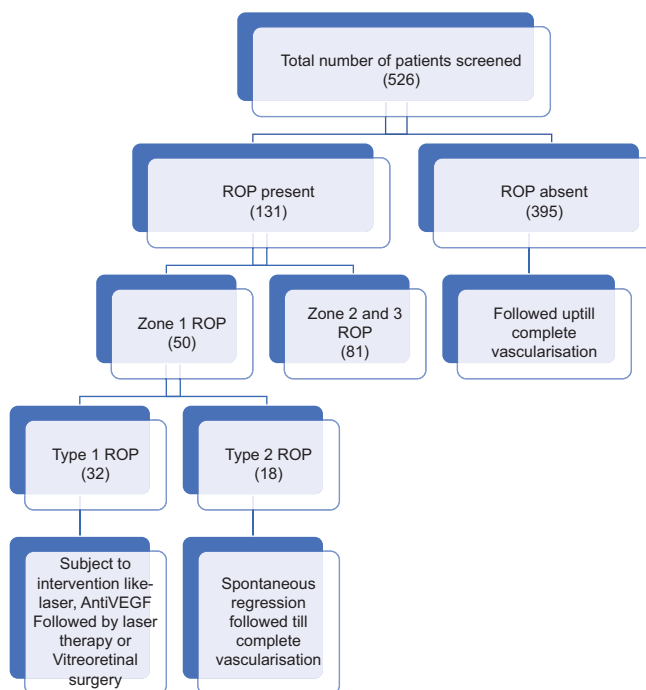 Total number of patients screened
(526)
ROP present
(131)
ROP absent
(395)
Zone 1 ROP
(50)
Zone 2 and 3
ROP
(81)
Followed uptill
complete
vascularisation
Type 1 ROP
(32)
Type 2 ROP
(18)
Subject to
intervention like-
laser, AntiVEGF
Followed by laser
therapy or
Vitreoretinal
surgery
Spontaneous
regression
followed till
complete
vascularisation